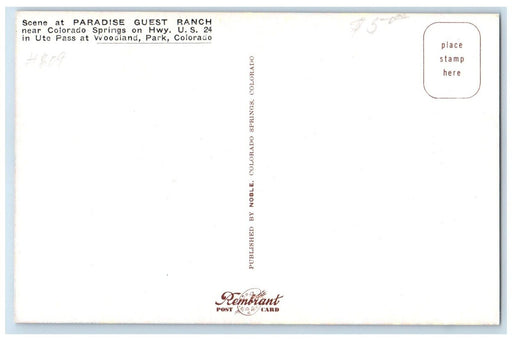 Scene at PARADISE GUEST RANCH
near Colorado Springs on Hwy. U. S. 24
in Ute Pass at Woodland, Park, Colorado
place
stamp
here
PUBLISHED BY NOBLE, COLORADO SPRINGS, COLORADO
Rembrant
POST CARD